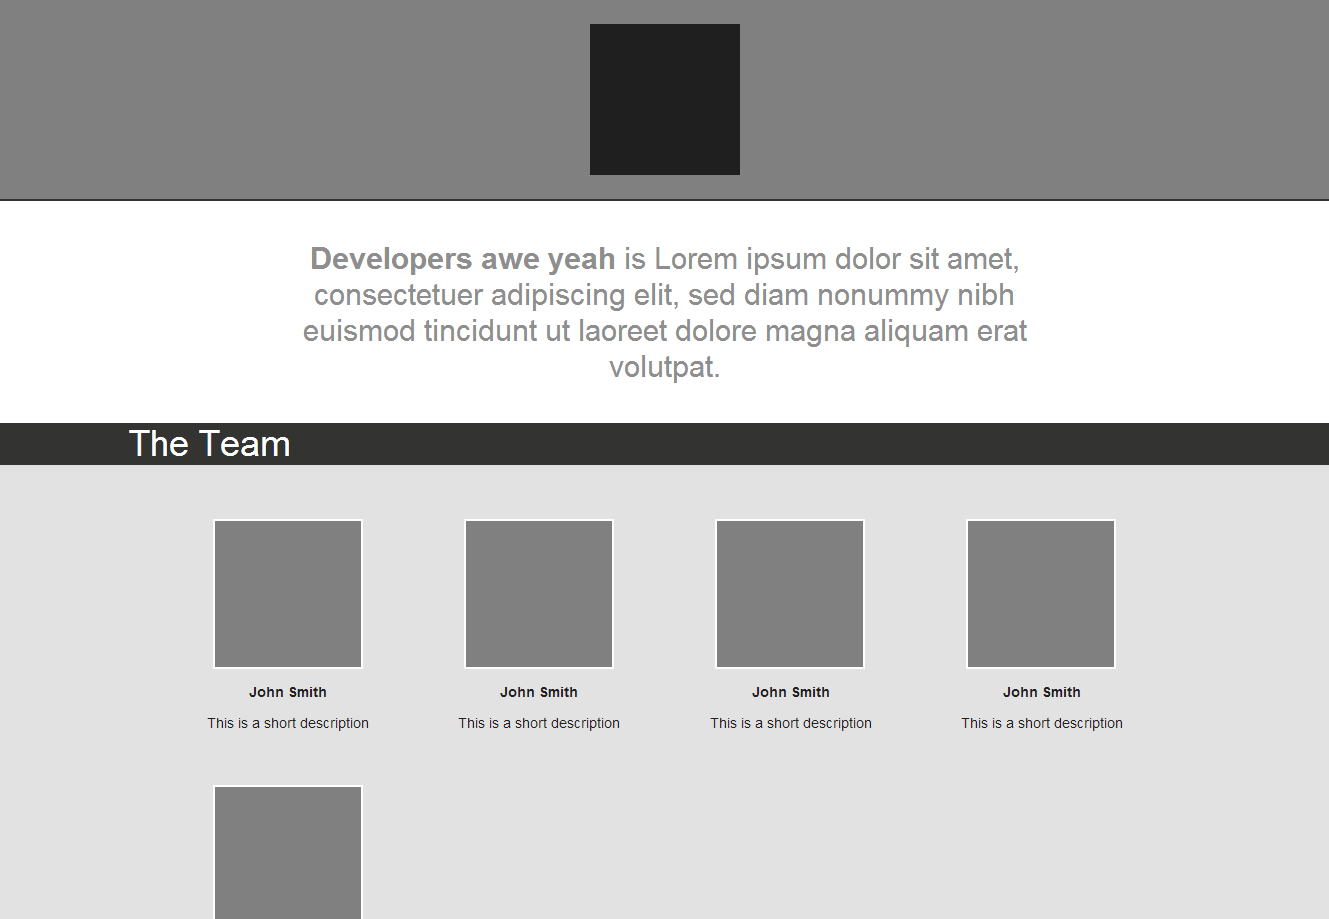 Developers awe yeah is Lorem ipsum dolor sit amet,
consectetuer adipiscing elit, sed diam nonummy nibh
euismod tincidunt ut laoreet dolore magna aliquam erat
volutpat.
The Team
John Smith
This is a short description
John Smith
This is a short description
John Smith
This is a short description
John Smith
This is a short description